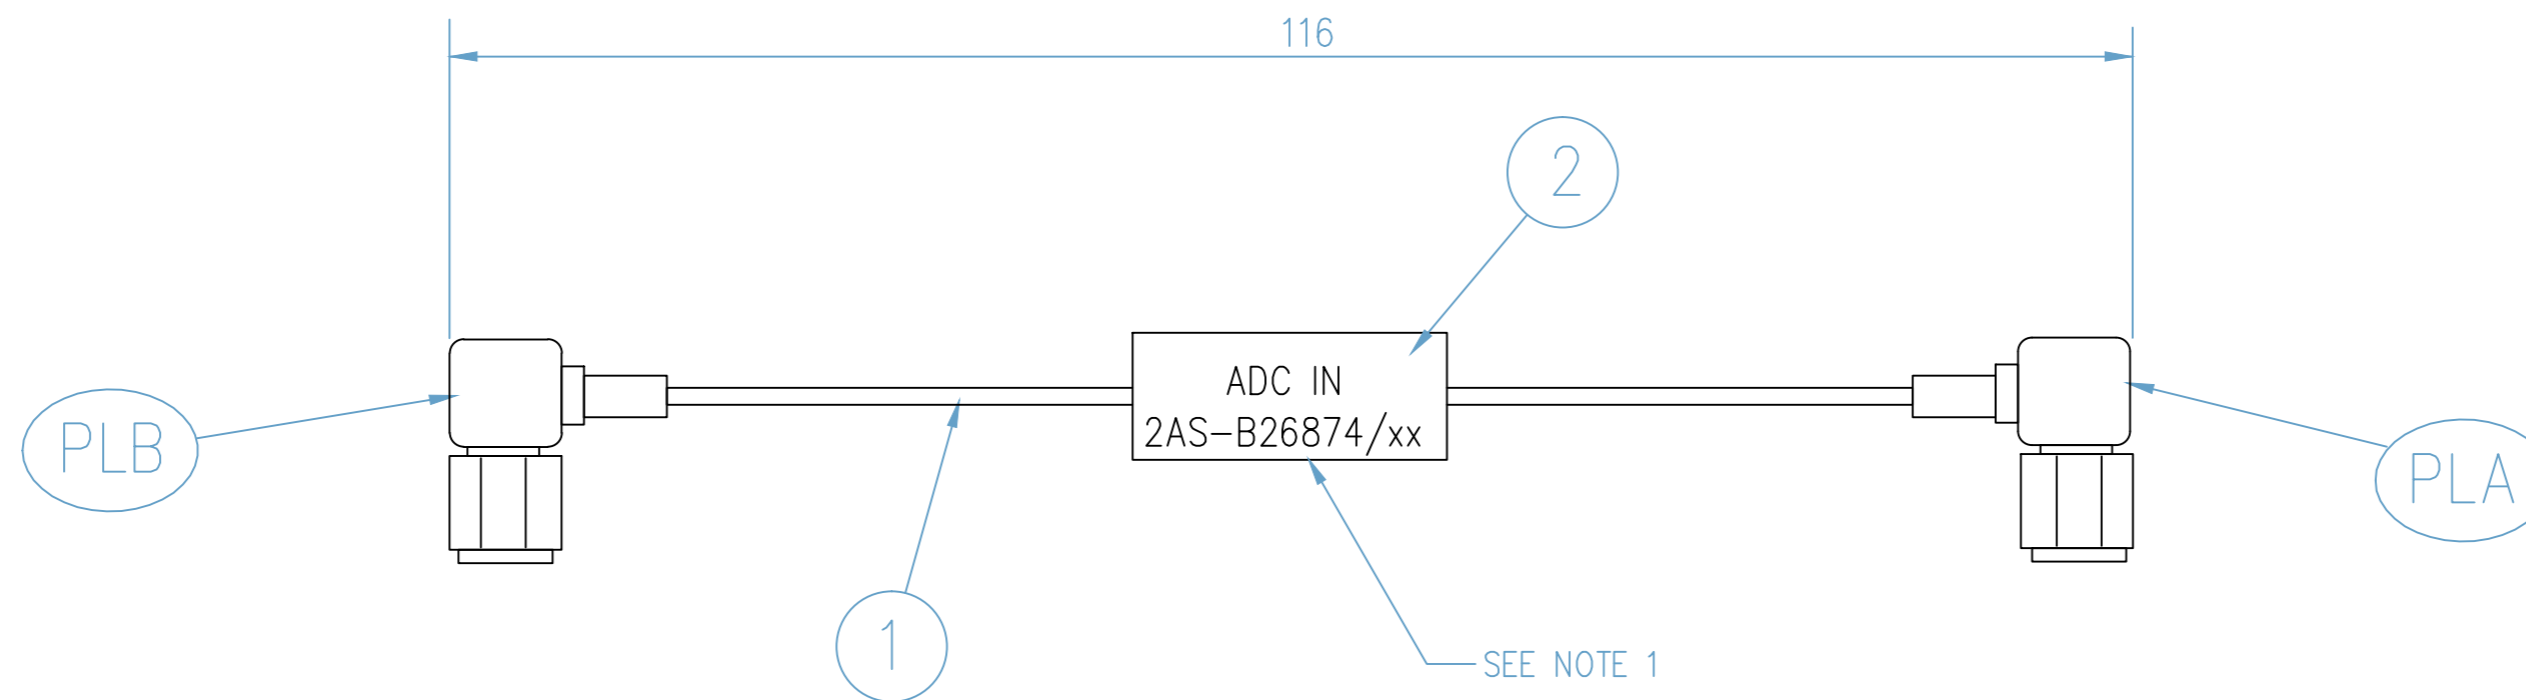 116
2
ADC IN
2AS-B26874/xx
PLB
PLA
1
SEE NOTE 1